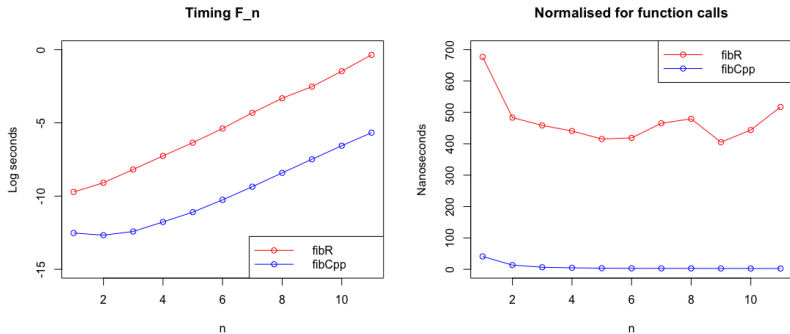 Timing F_n
Log seconds
0
-5
-10
-15
fibR
fibCpp
2
4
6
8
10
n
Normalised for function calls
Nanoseconds
700
600
500
400
300
200
100
0
fibR
fibCpp
2
4
6
8
10
n